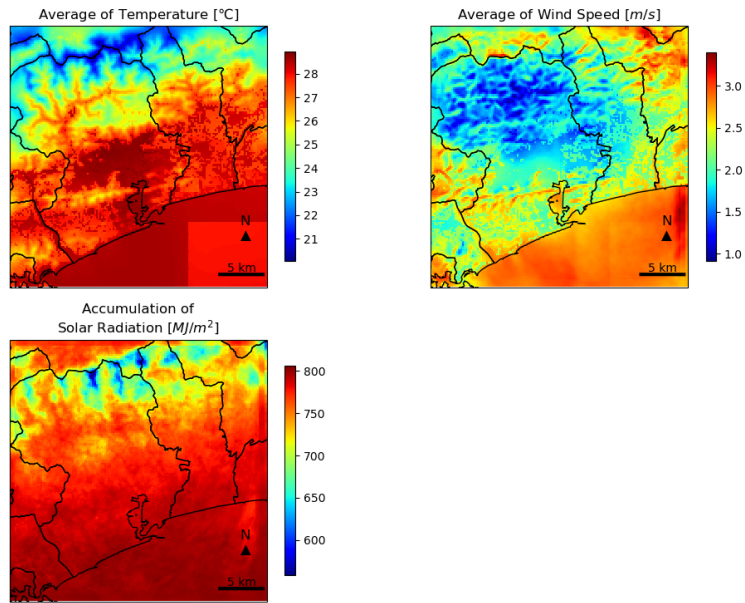 Average of Temperature [℃]
28
27
26
25
24
23
22
21
N
5 km
Average of Wind Speed [m/s]
3.0
2.5
2.0
1.5
1.0
N
5 km
Accumulation of
Solar Radiation [MJ/m²]
800
750
700
650
600
N
5 km